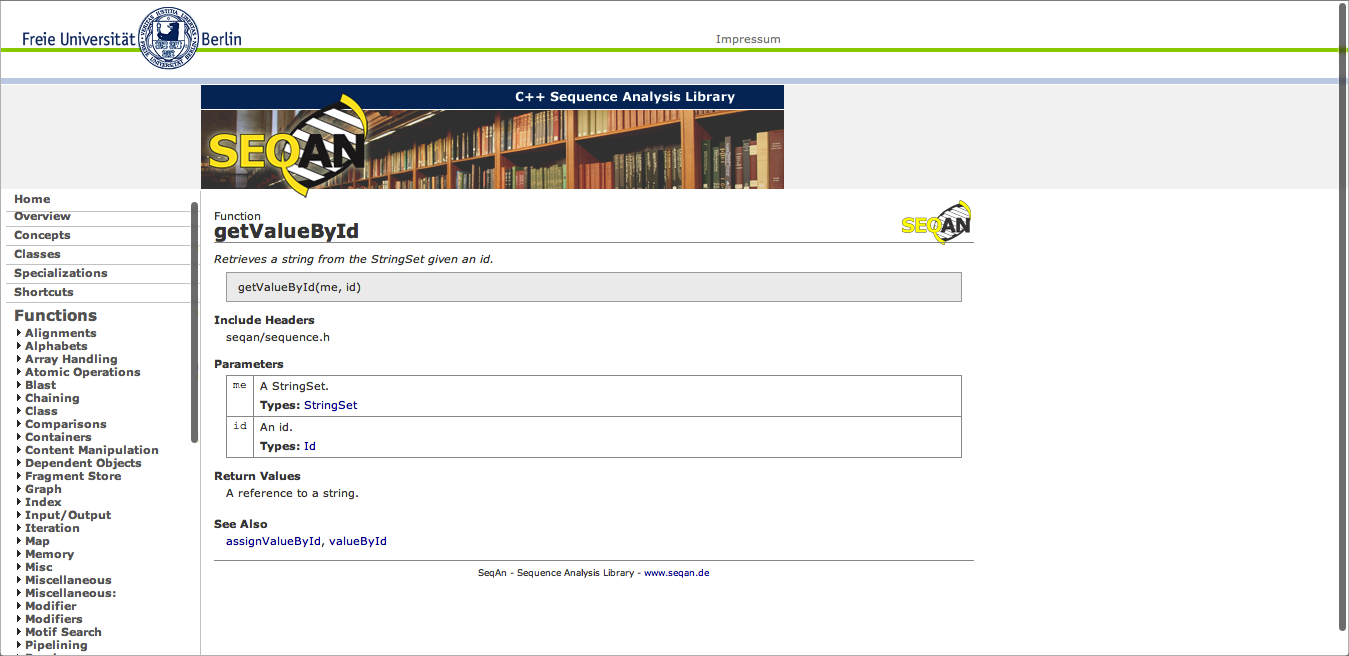 Freie Universität Berlin
Impressum
C++ Sequence Analysis Library
SEQAN
Home
Overview
Concepts
Classes
Specializations
Shortcuts
Functions
Alignments
Alphabets
Array Handling
Atomic Operations
Blast
Chaining
Class
Comparisons
Containers
Content Manipulation
Dependent Objects
Fragment Store
Graph
Index
Input/Output
Iteration
Map
Memory
Misc
Miscellaneous
Miscellaneous:
Modifier
Modifiers
Motif Search
Pipelining
Function
getValueById
SEQAN
Retrieves a string from the StringSet given an id.
getValueById(me, id)
Include Headers
seqan/sequence.h
Parameters
me A StringSet.
Types: StringSet
id An id.
Types: Id
Return Values
A reference to a string.
See Also
assignValueById, valueById
SeqAn - Sequence Analysis Library - www.seqan.de